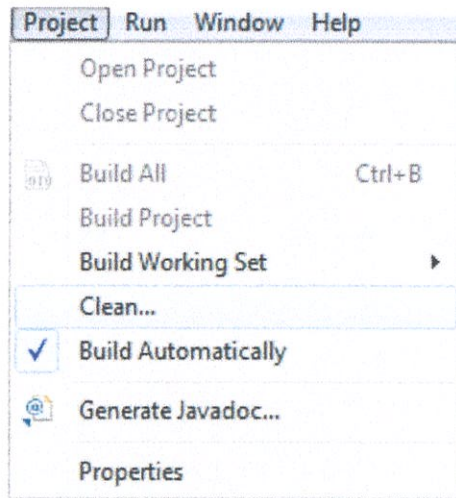 Project Run Window Help
Open Project
Close Project
Build All Ctrl+B
Build Project
Build Working Set
Clean...
Build Automatically
Generate Javadoc...
Properties